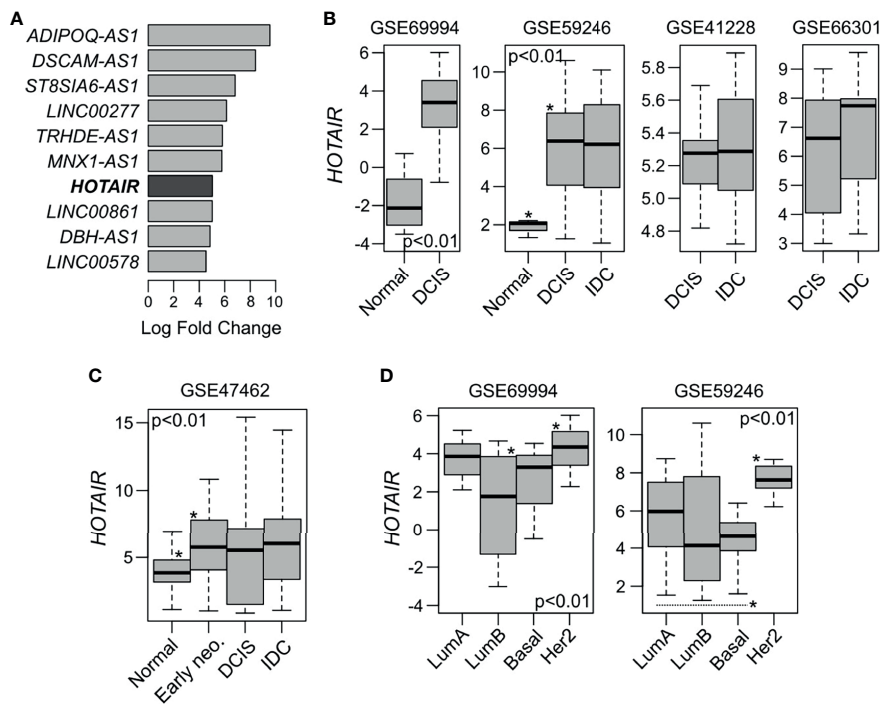 A
ADIPOQ-AS1
DSCAM-AS1
ST8SIA6-AS1
LINC00277
TRHDE-AS1
MNX1-AS1
HOTAIR
LINC00861
DBH-AS1
LINC00578
0 2 4 6 8 10
Log Fold Change
B
HOTAIR
GSE69994
6
4
2
0
-2
-4
p<0.01
Normal DCIS
GSE59246
p<0.01
10
8
6
4
2
*
*
Normal DCIS IDC
GSE41228
5.8
5.6
5.4
5.2
5.0
4.8
DCIS IDC
GSE66301
9
8
7
6
5
4
3
DCIS IDC
C
GSE47462
HOTAIR
p<0.01
15
10
5
*
*
Normal Early neo. DCIS IDC
D
HOTAIR
GSE69994
6
4
2
0
-2
-4
*
*
p<0.01
LumA LumB Basal Her2
GSE59246
p<0.01
10
8
6
4
2
*
*
LumA LumB Basal Her2